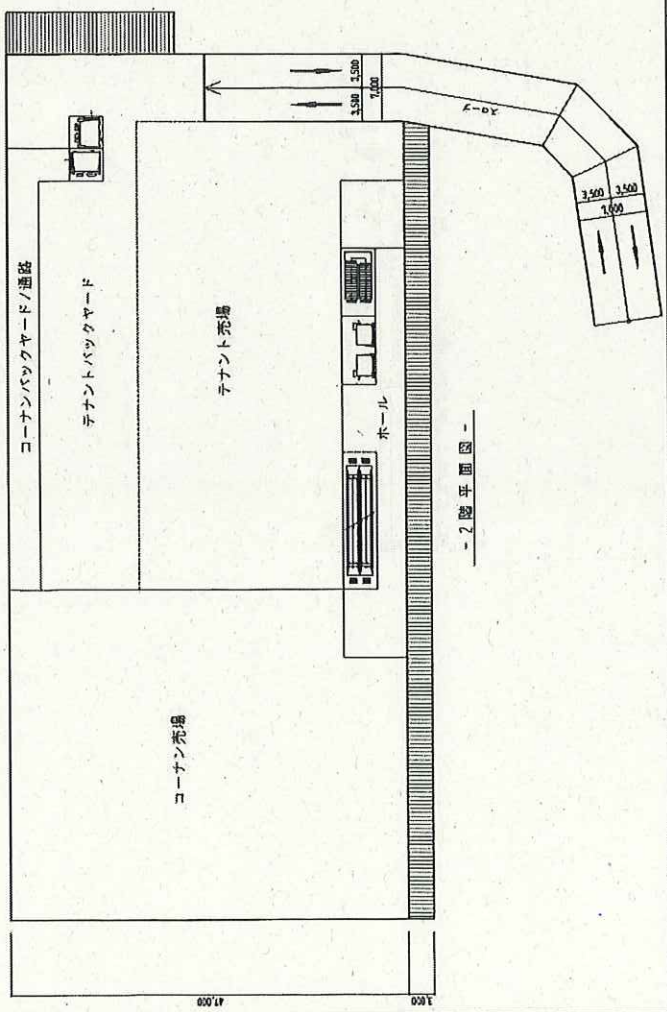 コーナンバックヤード／通路
テナントバックヤード
テナント売場
ホール
コーナン売場
スロープ
3,500
3,500
7,000
3,500
3,500
7,000
47,000
3,000
- 2階平面図 -